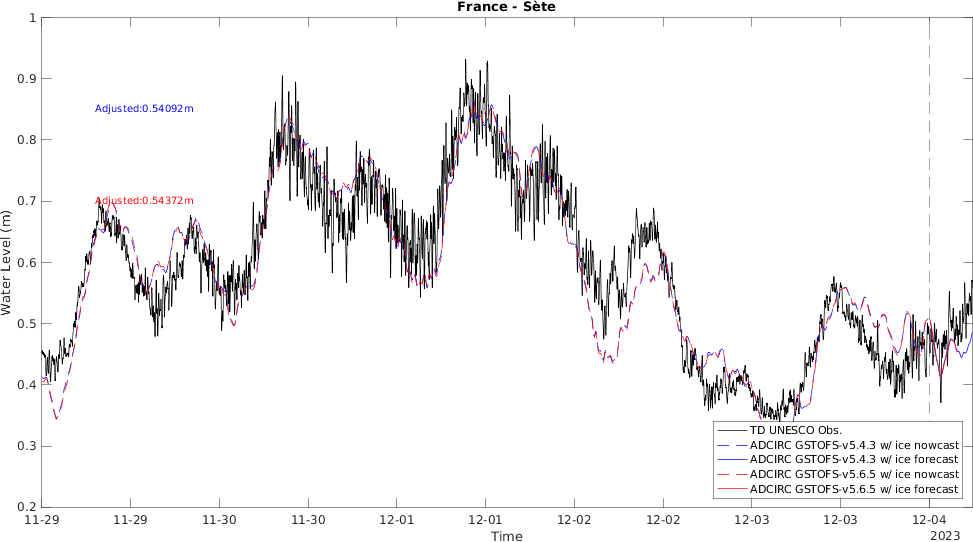 France - Sète
1
0.9
0.8
0.7
0.6
0.5
0.4
0.3
0.2
Water Level (m)
Adjusted:0.54092m
Adjusted:0.54372m
TD UNESCO Obs.
ADCIRC GSTOFS-v5.4.3 w/ ice nowcast
ADCIRC GSTOFS-v5.4.3 w/ ice forecast
ADCIRC GSTOFS-v5.6.5 w/ ice nowcast
ADCIRC GSTOFS-v5.6.5 w/ ice forecast
11-29 11-29 11-30 11-30 12-01 12-01 12-02 12-02 12-03 12-03 12-04
2023
Time